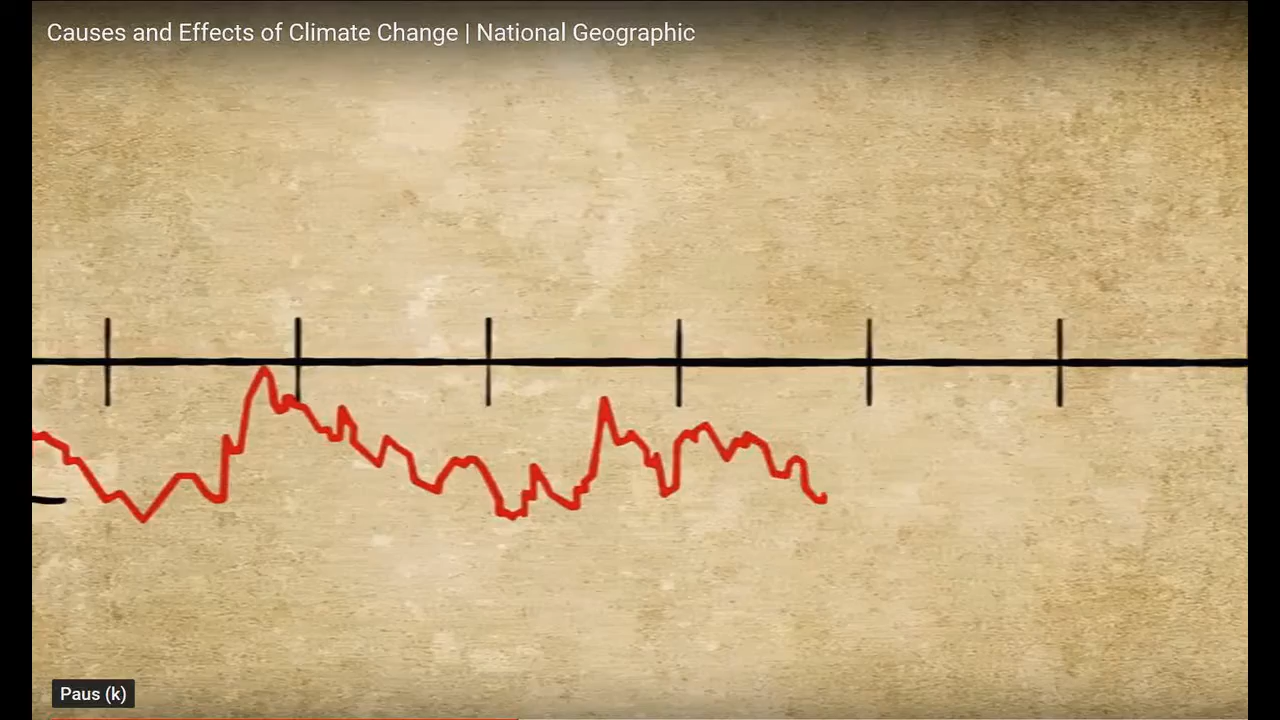 Causes and Effects of Climate Change | National Geographic
Paus (k)